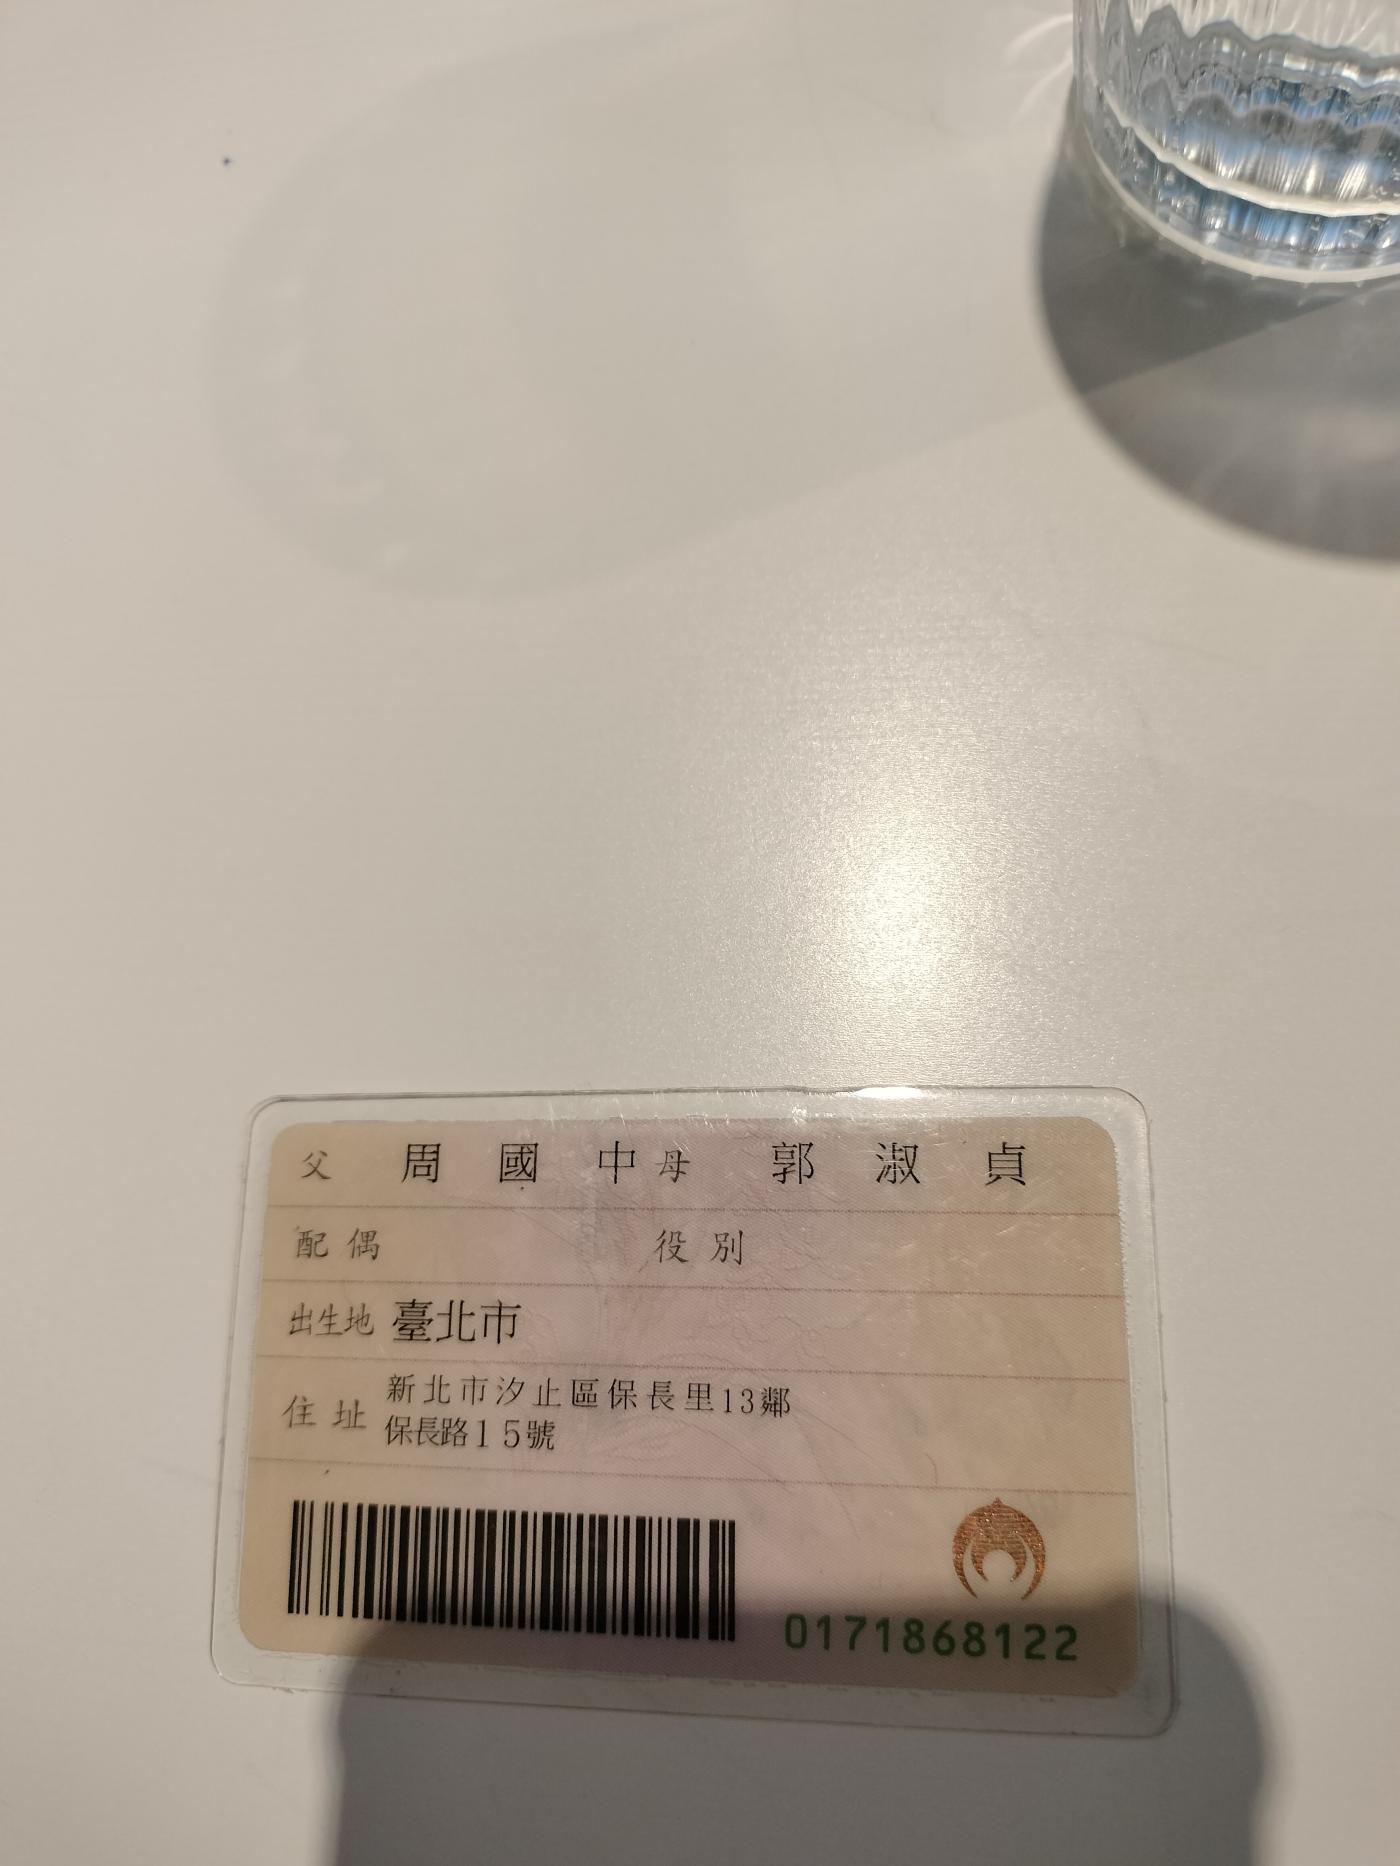 父 周國中 母 郭淑貞
配偶 役別
出生地 臺北市
住址 新北市汐止區保長里13鄰
保長路15號
0171868122